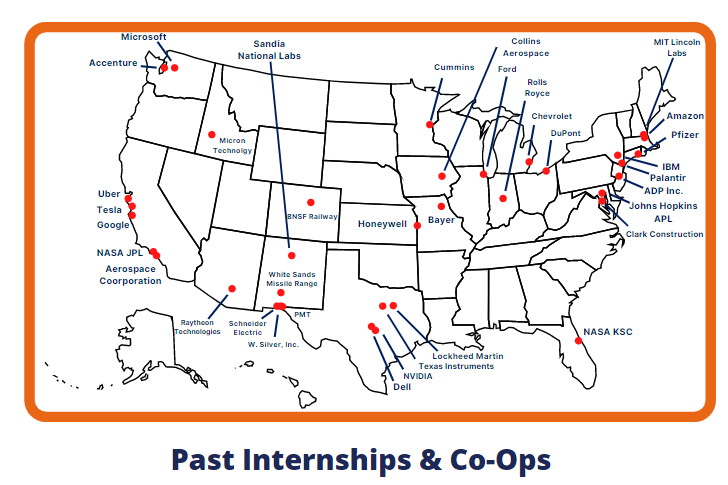 Microsoft
Accenture
Sandia
National Labs
Collins
Aerospace
MIT Lincoln
Labs
Cummins
Ford
Rolls
Royce
Chevrolet
DuPont
Amazon
Pfizer
Micron
Technolgy
IBM
Palantir
ADP Inc.
Johns Hopkins
APL
Clark Construction
Uber
Tesla
Google
BNSF Railway
Honeywell
Bayer
NASA JPL
Aerospace
Coorporation
White Sands
Missile Range
PMT
Raytheon
Technologies
Schneider
Electric
W. Silver, Inc.
NASA KSC
Lockheed Martin
Texas Instruments
NVIDIA
Dell
Past Internships & Co-Ops